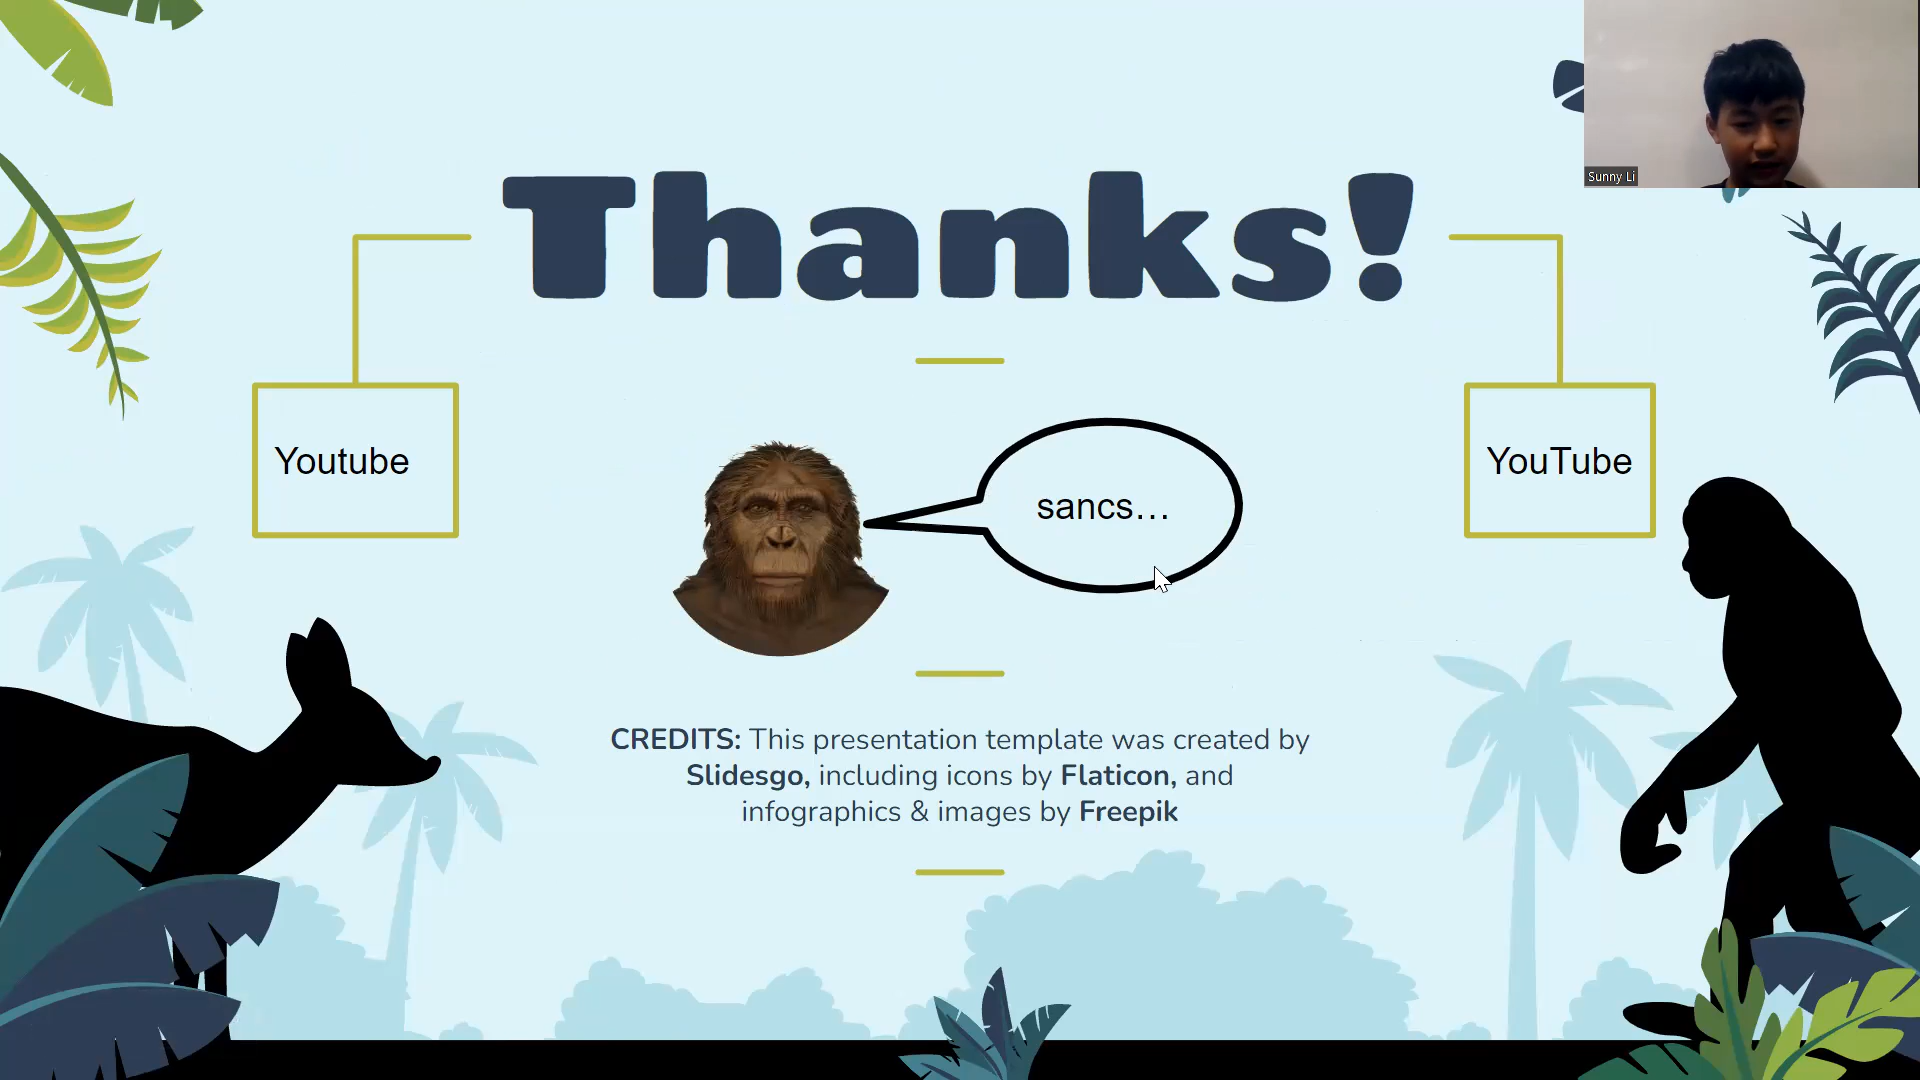 Sunny Li
Thanks!
Youtube
YouTube
sancs...
CREDITS: This presentation template was created by
Slidesgo, including icons by Flaticon, and
infographics & images by Freepik